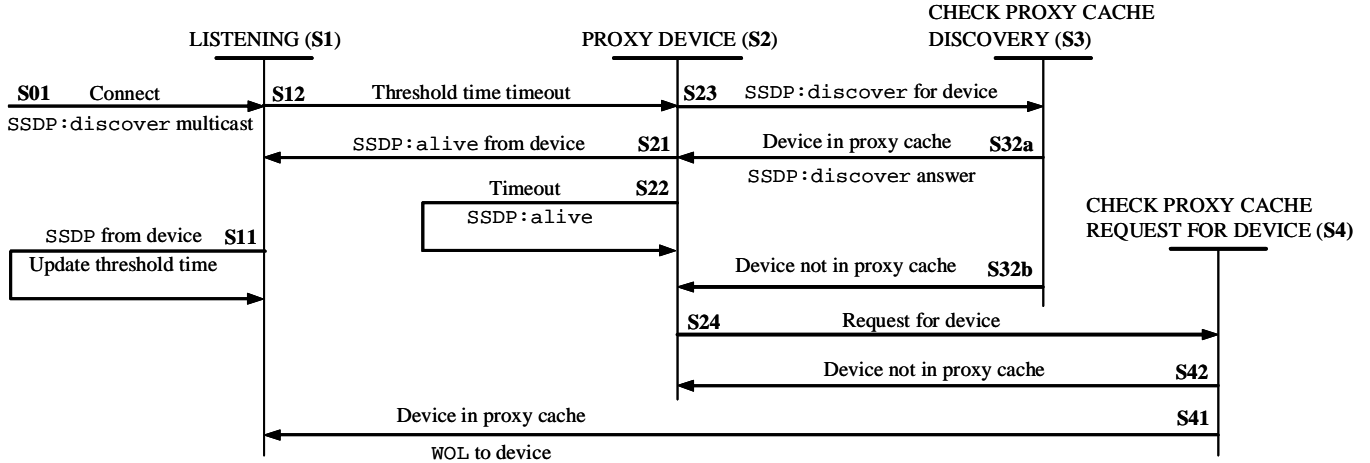 CHECK PROXY CACHE
DISCOVERY (S3)
LISTENING (S1)
PROXY DEVICE (S2)
S01 Connect
SSDP:discover multicast
S12 Threshold time timeout
S23 SSDP:discover for device
SSDP:alive from device S21
Device in proxy cache S32a
SSDP:discover answer
Timeout S22
SSDP:alive
CHECK PROXY CACHE
REQUEST FOR DEVICE (S4)
SSDP from device S11
Update threshold time
Device not in proxy cache S32b
S24 Request for device
Device not in proxy cache S42
Device in proxy cache S41
WOL to device